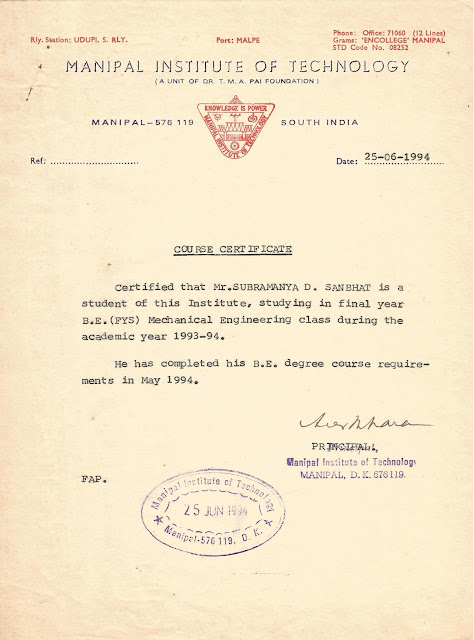 Rly. Station: UDUPI, S. RLY.
Port: MALPE
Phone: Office: 71060 (12 Lines)
Grams: 'ENCOLLEGE' MANIPAL
STD Code No. 08252
MANIPAL INSTITUTE OF TECHNOLOGY
(A UNIT OF DR. T. M. A. PAI FOUNDATION)
KNOWLEDGE IS POWER
MANIPAL INSTITUTE OF TECHNOLOGY
MANIPAL-576 119
SOUTH INDIA
Ref: ........................
Date: 25-06-1994
COURSE CERTIFICATE
Certified that Mr.SUBRAMANYA D. SANBHAT is a
student of this Institute, studying in final year
B.E.(FYS) Mechanical Engineering class during the
academic year 1993-94.
He has completed his B.E. degree course require-
ments in May 1994.
PRINCIPAL
Manipal Institute of Technology
MANIPAL, D. K. 576119.
FAP.
Manipal Institute of Technology
25 JUN 1994
Manipal-576 119. D. K.